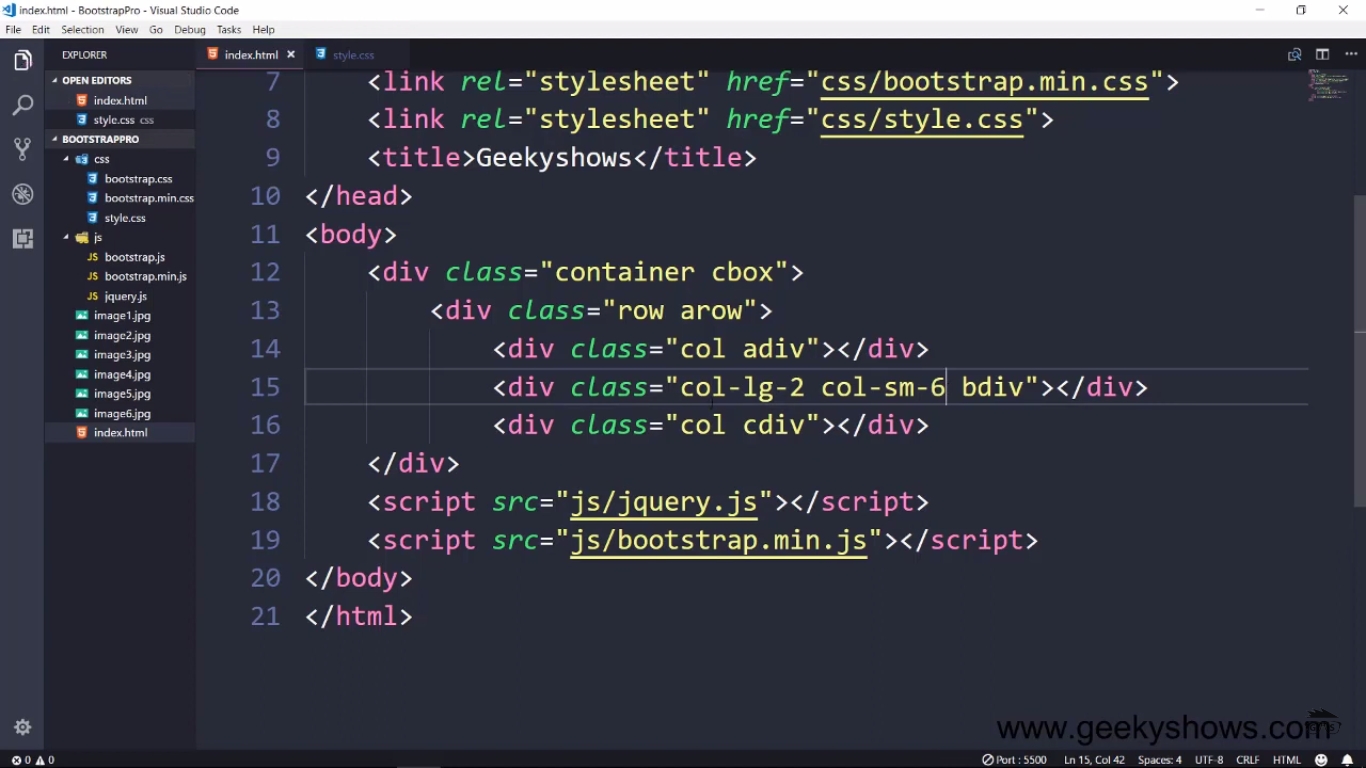 index.html - BootstrapPro - Visual Studio Code
File Edit Selection View Go Debug Tasks Help
EXPLORER
OPEN EDITORS
index.html
style.css css
BOOTSTRAPPRO
css
bootstrap.css
bootstrap.min.css
style.css
js
bootstrap.js
bootstrap.min.js
jquery.js
image1.jpg
image2.jpg
image3.jpg
image4.jpg
image5.jpg
image6.jpg
index.html
index.html style.css
7 <link rel="stylesheet" href="css/bootstrap.min.css">
8 <link rel="stylesheet" href="css/style.css">
9 <title>Geekyshows</title>
10 </head>
11 <body>
12 <div class="container cbox">
13 <div class="row arow">
14 <div class="col adiv"></div>
15 <div class="col-lg-2 col-sm-6 bdiv"></div>
16 <div class="col cdiv"></div>
17 </div>
18 <script src="js/jquery.js"></script>
19 <script src="js/bootstrap.min.js"></script>
20 </body>
21 </html>
www.geekyshows.com
0 0 Port : 5500 Ln 15, Col 42 Spaces: 4 UTF-8 CRLF HTML